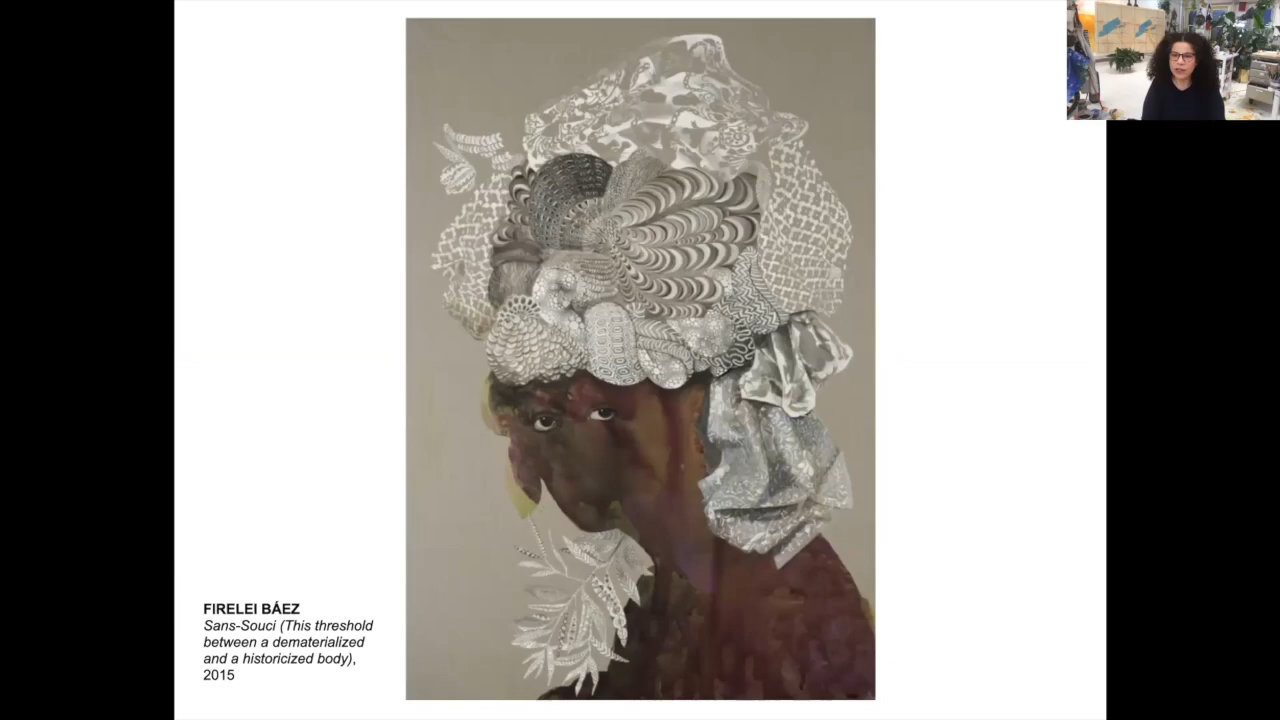 FIRELEI BÁEZ
Sans-Souci (This threshold
between a dematerialized
and a historicized body),
2015